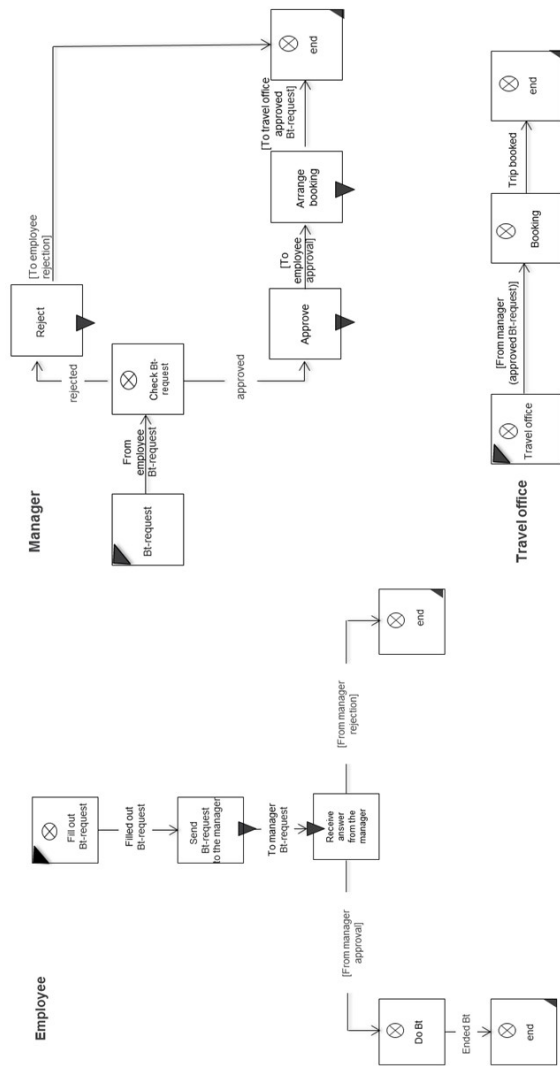 Employee
Fill out
Bt-request
Filled out
Bt-request
Send
Bt-request
to the manager
To manager
Bt-request
Receive
answer
from the
manager
[From manager
approval]
[From manager
rejection]
Do Bt
Ended Bt
end
end
Manager
Bt-request
From
employee
Bt-request
Check Bt-
request
rejected
approved
Reject
[To employee
rejection]
Approve
[To
employee
approval]
Arrange
booking
[To travel office
approved
Bt-request]
end
Travel office
Travel office
[From manager
(approved Bt-request)]
Booking
Trip booked
end